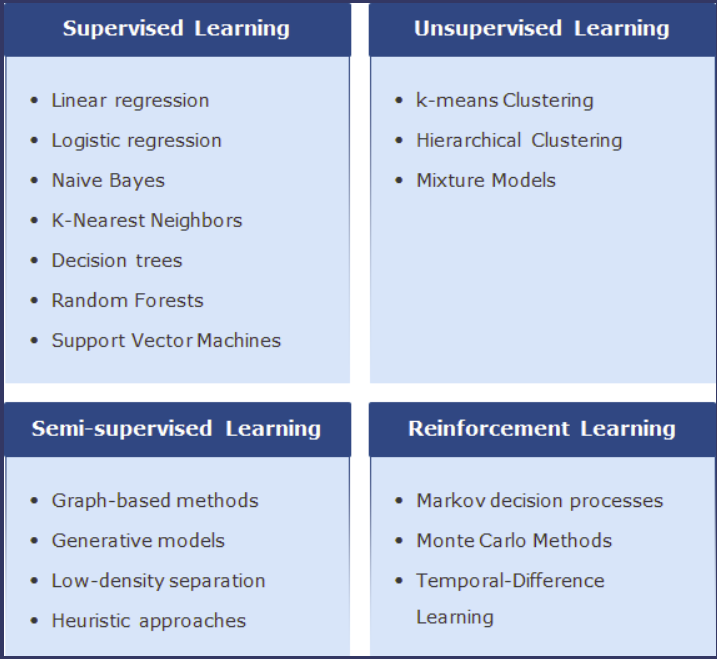 Supervised Learning
• Linear regression
• Logistic regression
• Naive Bayes
• K-Nearest Neighbors
• Decision trees
• Random Forests
• Support Vector Machines
Unsupervised Learning
• k-means Clustering
• Hierarchical Clustering
• Mixture Models
Semi-supervised Learning
• Graph-based methods
• Generative models
• Low-density separation
• Heuristic approaches
Reinforcement Learning
• Markov decision processes
• Monte Carlo Methods
• Temporal-Difference
Learning